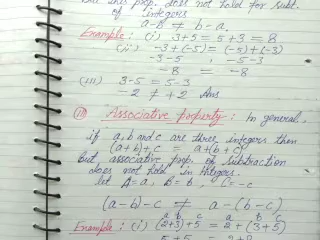 But this prop. does not hold for subt.
of integers
a-b ≠ b-a.
Example: (i) 3+5 = 5+3 = 8
(ii) -3+(-5) = (-5)+(-3)
-3-5 ; -5-3
-8 = -8
(iii) 3-5 = 5-3
-2 ≠ +2 Ans
(ii) Associative property: In general.
if a, b and c are three integers then
(a+b)+c = a+(b+c)
But, associative prop. of subtraction
does not hold in integers.
let A=a, B=b, C=c
(a-b)-c ≠ a-(b-c)
a b c a b c
Example: (i) (2+3)+5 = 2+(3+5)
5+5 = 2+8